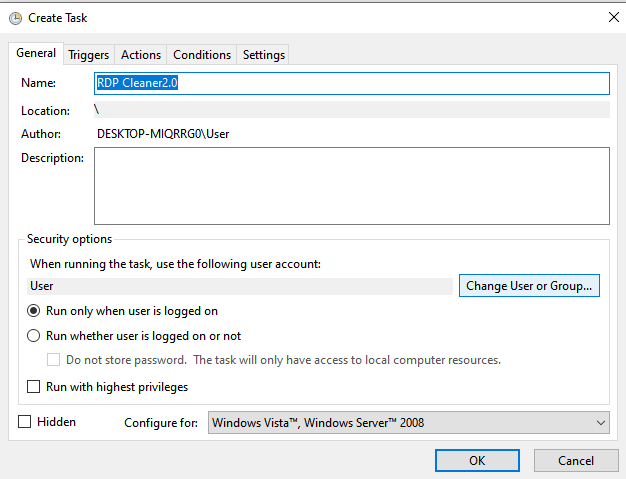 Create Task
General Triggers Actions Conditions Settings
Name: RDP Cleaner2.0
Location: \
Author: DESKTOP-MIQRRG0\User
Description:
Security options
When running the task, use the following user account:
User Change User or Group...
Run only when user is logged on
Run whether user is logged on or not
Do not store password. The task will only have access to local computer resources.
Run with highest privileges
Hidden Configure for: Windows Vista™, Windows Server™ 2008
OK Cancel